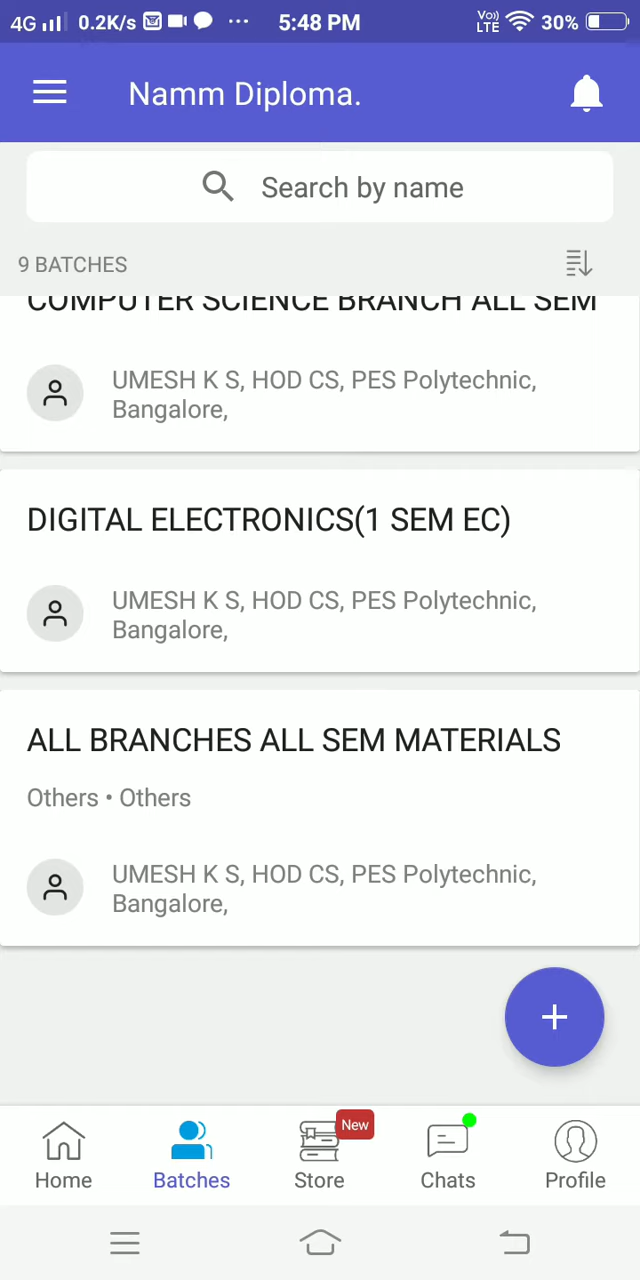 4G 0.2K/s ... 5:48 PM Vo) LTE 30%
Namm Diploma.
Search by name
9 BATCHES
COMPUTER SCIENCE BRANCH ALL SEM
UMESH K S, HOD CS, PES Polytechnic,
Bangalore,
DIGITAL ELECTRONICS(1 SEM EC)
UMESH K S, HOD CS, PES Polytechnic,
Bangalore,
ALL BRANCHES ALL SEM MATERIALS
Others • Others
UMESH K S, HOD CS, PES Polytechnic,
Bangalore,
New
Home Batches Store Chats Profile